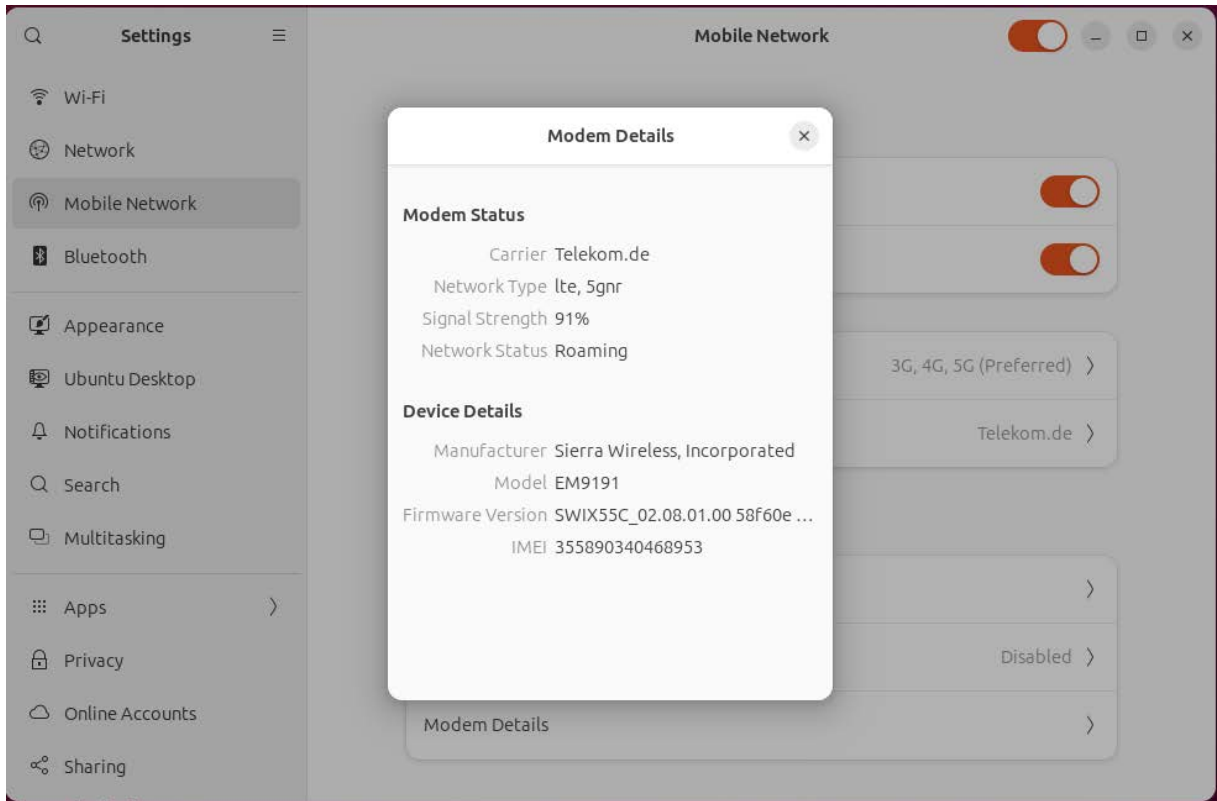 Settings
Mobile Network
Wi-Fi
Network
Mobile Network
Bluetooth
Appearance
Ubuntu Desktop
Notifications
Search
Multitasking
Apps
Privacy
Online Accounts
Sharing
Modem Details
Modem Status
Carrier Telekom.de
Network Type lte, 5gnr
Signal Strength 91%
Network Status Roaming
Device Details
Manufacturer Sierra Wireless, Incorporated
Model EM9191
Firmware Version SWIX55C_02.08.01.00 58f60e ...
IMEI 355890340468953
3G, 4G, 5G (Preferred)
Telekom.de
Disabled
Modem Details